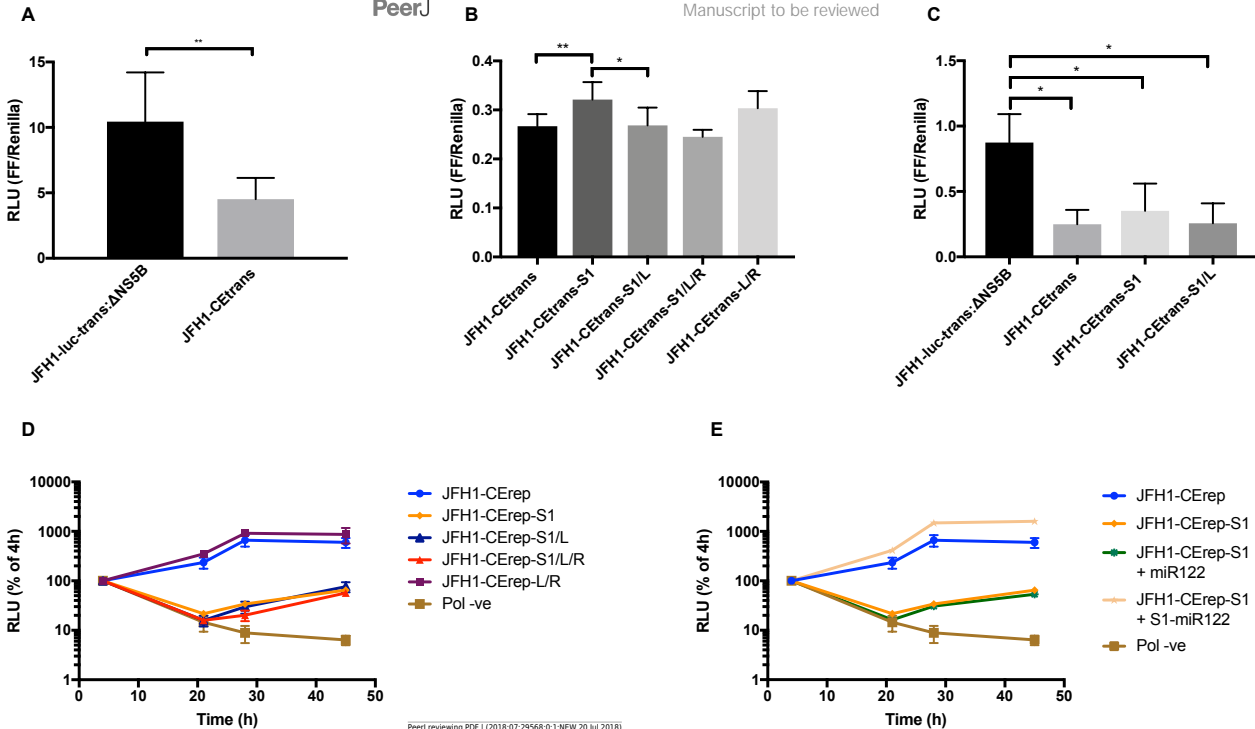 PeerJ
Manuscript to be reviewed
A
**
15
10
5
0
RLU (FF/Renilla)
JFH1-luc-trans:ΔNS5B
JFH1-CEtrans
B
**
*
0.4
0.3
0.2
0.1
0.0
RLU (FF/Renilla)
JFH1-CEtrans
JFH1-CEtrans-S1
JFH1-CEtrans-S1/L
JFH1-CEtrans-S1/L/R
JFH1-CEtrans-L/R
C
*
*
*
1.5
1.0
0.5
0.0
RLU (FF/Renilla)
JFH1-luc-trans:ΔNS5B
JFH1-CEtrans
JFH1-CEtrans-S1
JFH1-CEtrans-S1/L
D
10000
1000
100
10
1
RLU (% of 4h)
0 10 20 30 40 50
Time (h)
JFH1-CErep
JFH1-CErep-S1
JFH1-CErep-S1/L
JFH1-CErep-S1/L/R
JFH1-CErep-L/R
Pol -ve
E
10000
1000
100
10
1
RLU (% of 4h)
0 10 20 30 40 50
Time (h)
JFH1-CErep
JFH1-CErep-S1
JFH1-CErep-S1
+ miR122
JFH1-CErep-S1
+ S1-miR122
Pol -ve
PeerJ reviewing PDF | (2018:07:29568:0:1:NEW 20 Jul 2018)